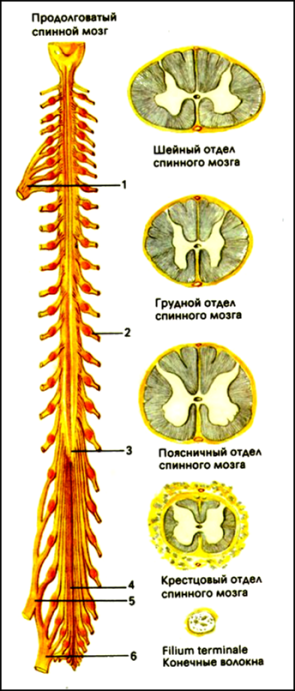 Продолговатый
спинной мозг
Шейный отдел
спинного мозга
1
Грудной отдел
спинного мозга
2
3
Поясничный отдел
спинного мозга
4
5
Крестцовый отдел
спинного мозга
6
Filium terminale
Конечные волокна